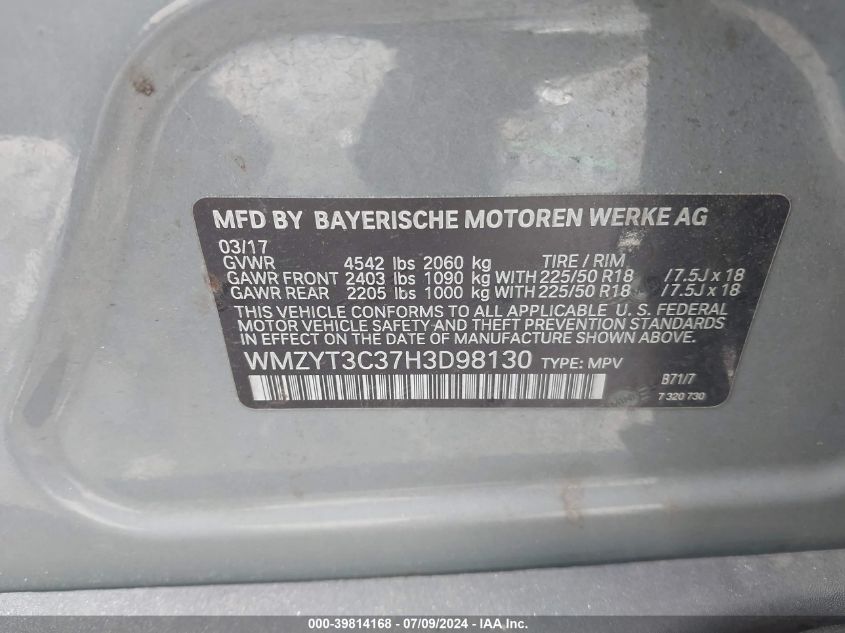 MFD BY BAYERISCHE MOTOREN WERKE AG
03/17
GVWR 4542 lbs 2060 kg TIRE / RIM
GAWR FRONT 2403 lbs 1090 kg WITH 225/50 R18 / 7.5J x 18
GAWR REAR 2205 lbs 1000 kg WITH 225/50 R18 / 7.5J x 18
THIS VEHICLE CONFORMS TO ALL APPLICABLE U. S. FEDERAL
MOTOR VEHICLE SAFETY AND THEFT PREVENTION STANDARDS
IN EFFECT ON THE DATE OF MANUFACTURE SHOWN ABOVE.
WMZYT3C37H3D98130 TYPE: MPV
B71/7
7 320 730
000-39814168 / 07/09/2024 - IAA Inc.